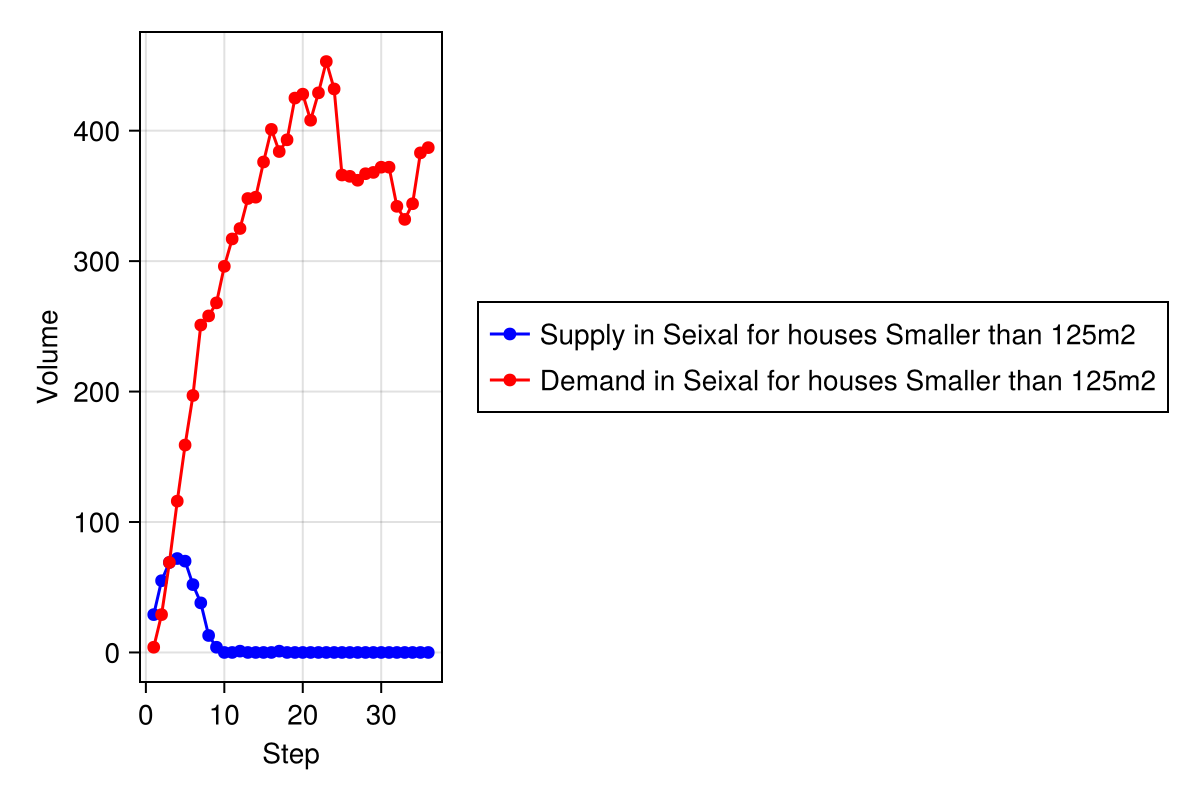 Volume
400
300
200
100
0
0 10 20 30
Step
Supply in Seixal for houses Smaller than 125m2
Demand in Seixal for houses Smaller than 125m2